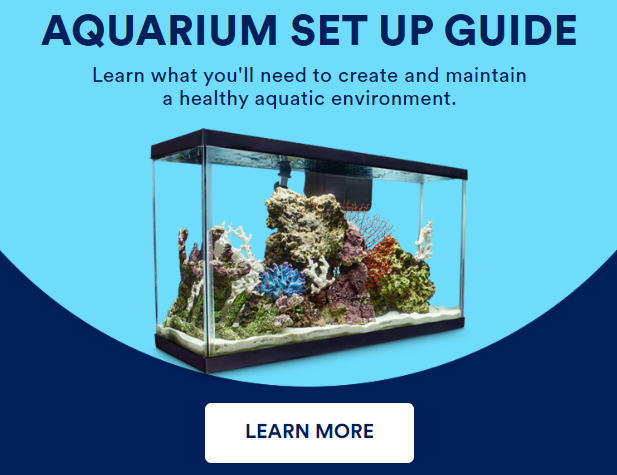 AQUARIUM SET UP GUIDE
Learn what you'll need to create and maintain
a healthy aquatic environment.
LEARN MORE